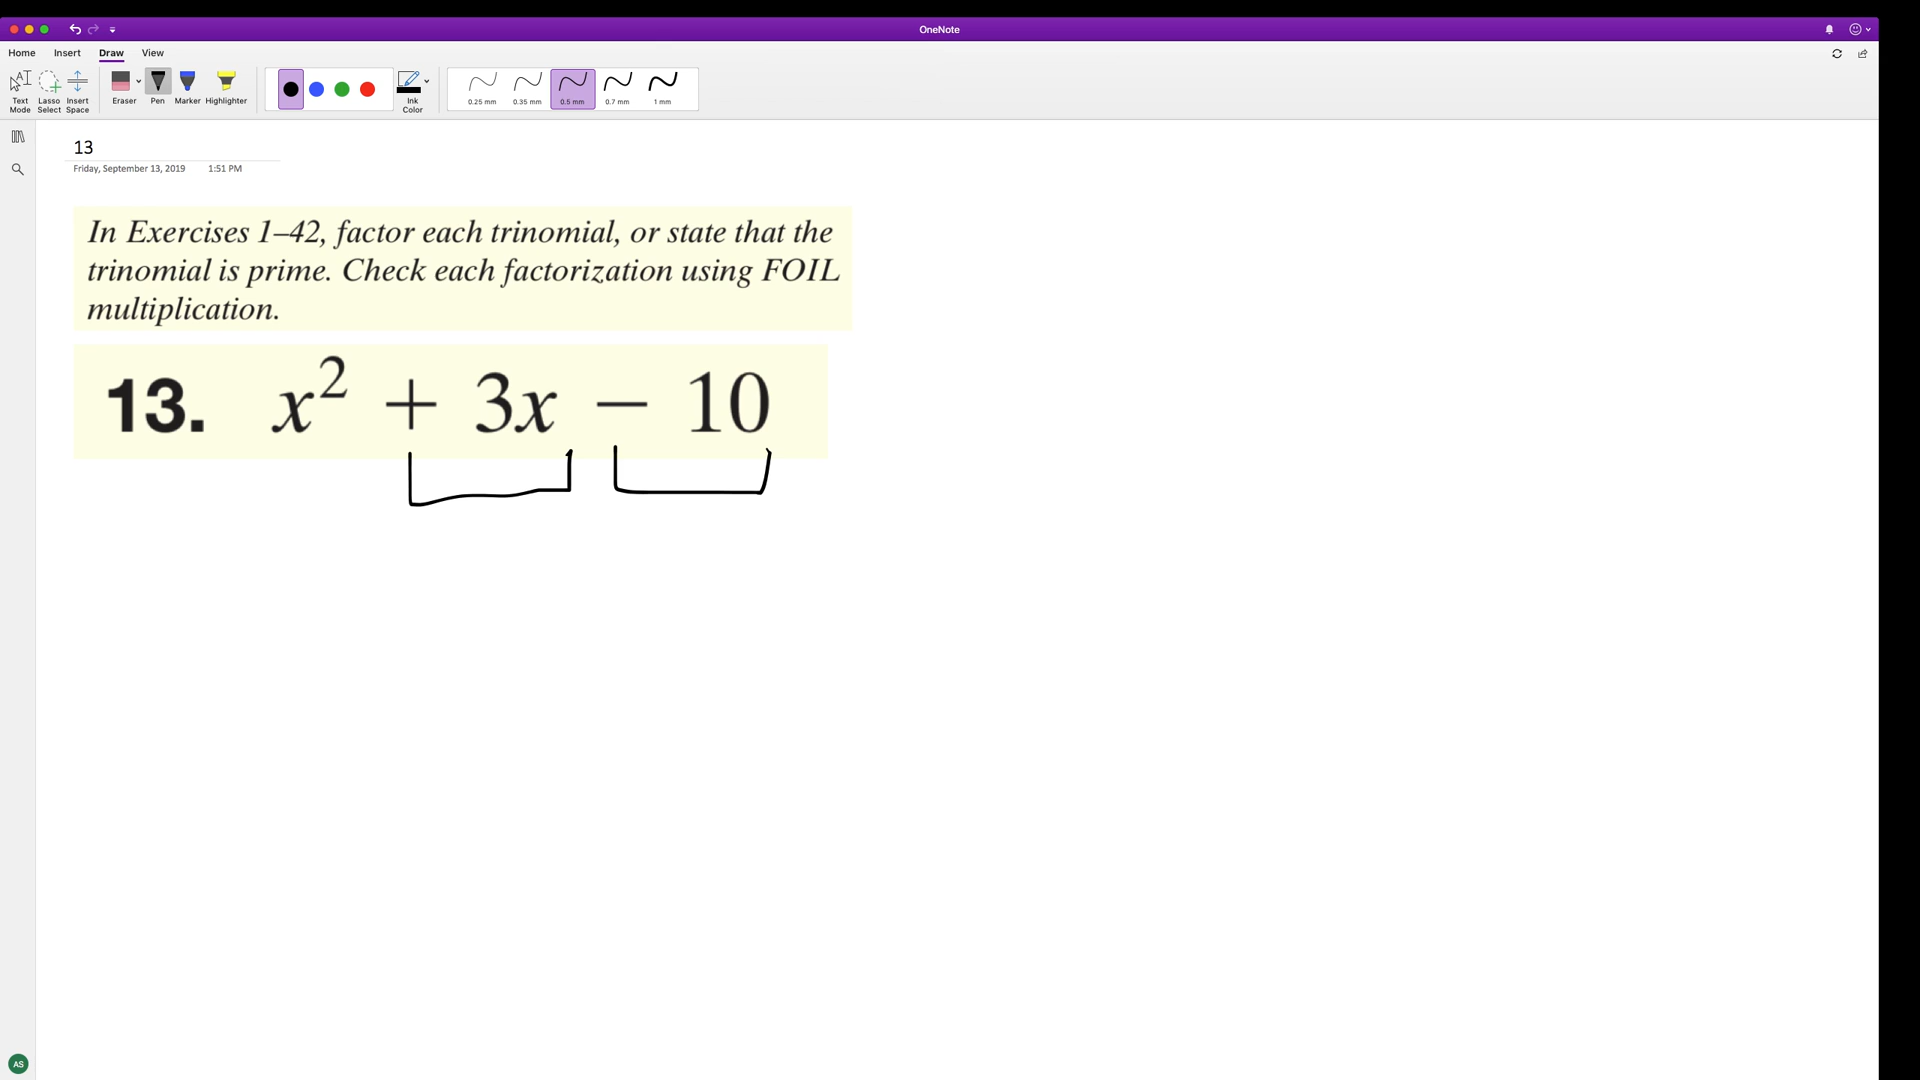 OneNote
Home Insert Draw View
Text Mode
Lasso Select
Insert Space
Eraser
Pen
Marker
Highlighter
Ink Color
0.25 mm
0.35 mm
0.5 mm
0.7 mm
1 mm
13
Friday, September 13, 2019 1:51 PM
In Exercises 1–42, factor each trinomial, or state that the
trinomial is prime. Check each factorization using FOIL
multiplication.
13. x² + 3x − 10
AS